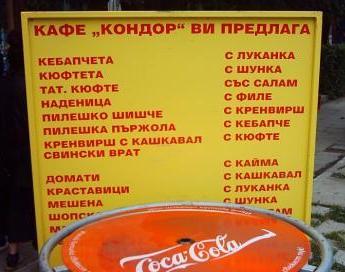 КАФЕ „КОНДОР" ВИ ПРЕДЛАГА
КЕБАПЧЕТА
КЮФТЕТА
ТАТ. КЮФТЕ
НАДЕНИЦА
ПИЛЕШКО ШИШЧЕ
ПИЛЕШКА ПЪРЖОЛА
КРЕНВИРШ С КАШКАВАЛ
СВИНСКИ ВРАТ
ДОМАТИ
КРАСТАВИЦИ
МЕШЕНА
ШОПСК
С ЛУКАНКА
С ШУНКА
СЪС САЛАМ
С ФИЛЕ
С КРЕНВИРШ
С КЕБАПЧЕ
С КЮФТЕ
С КАЙМА
С КАШКАВАЛ
С ЛУКАНКА
С ШУНКА
Coca-Cola